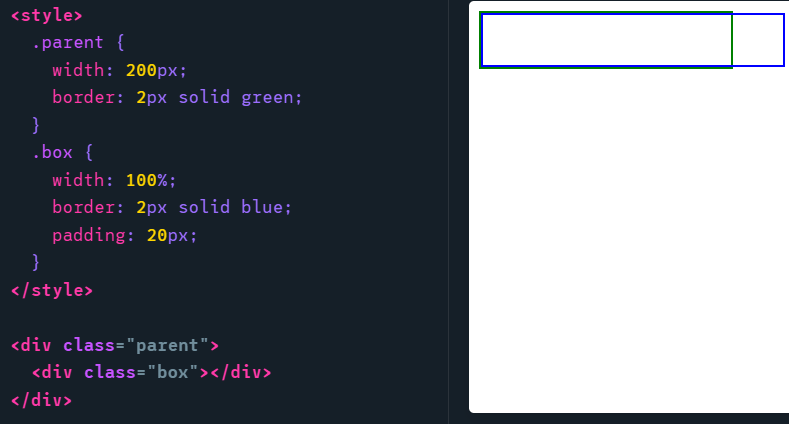 <style>
.parent {
width: 200px;
border: 2px solid green;
}
.box {
width: 100%;
border: 2px solid blue;
padding: 20px;
}
</style>
<div class="parent">
<div class="box"></div>
</div>